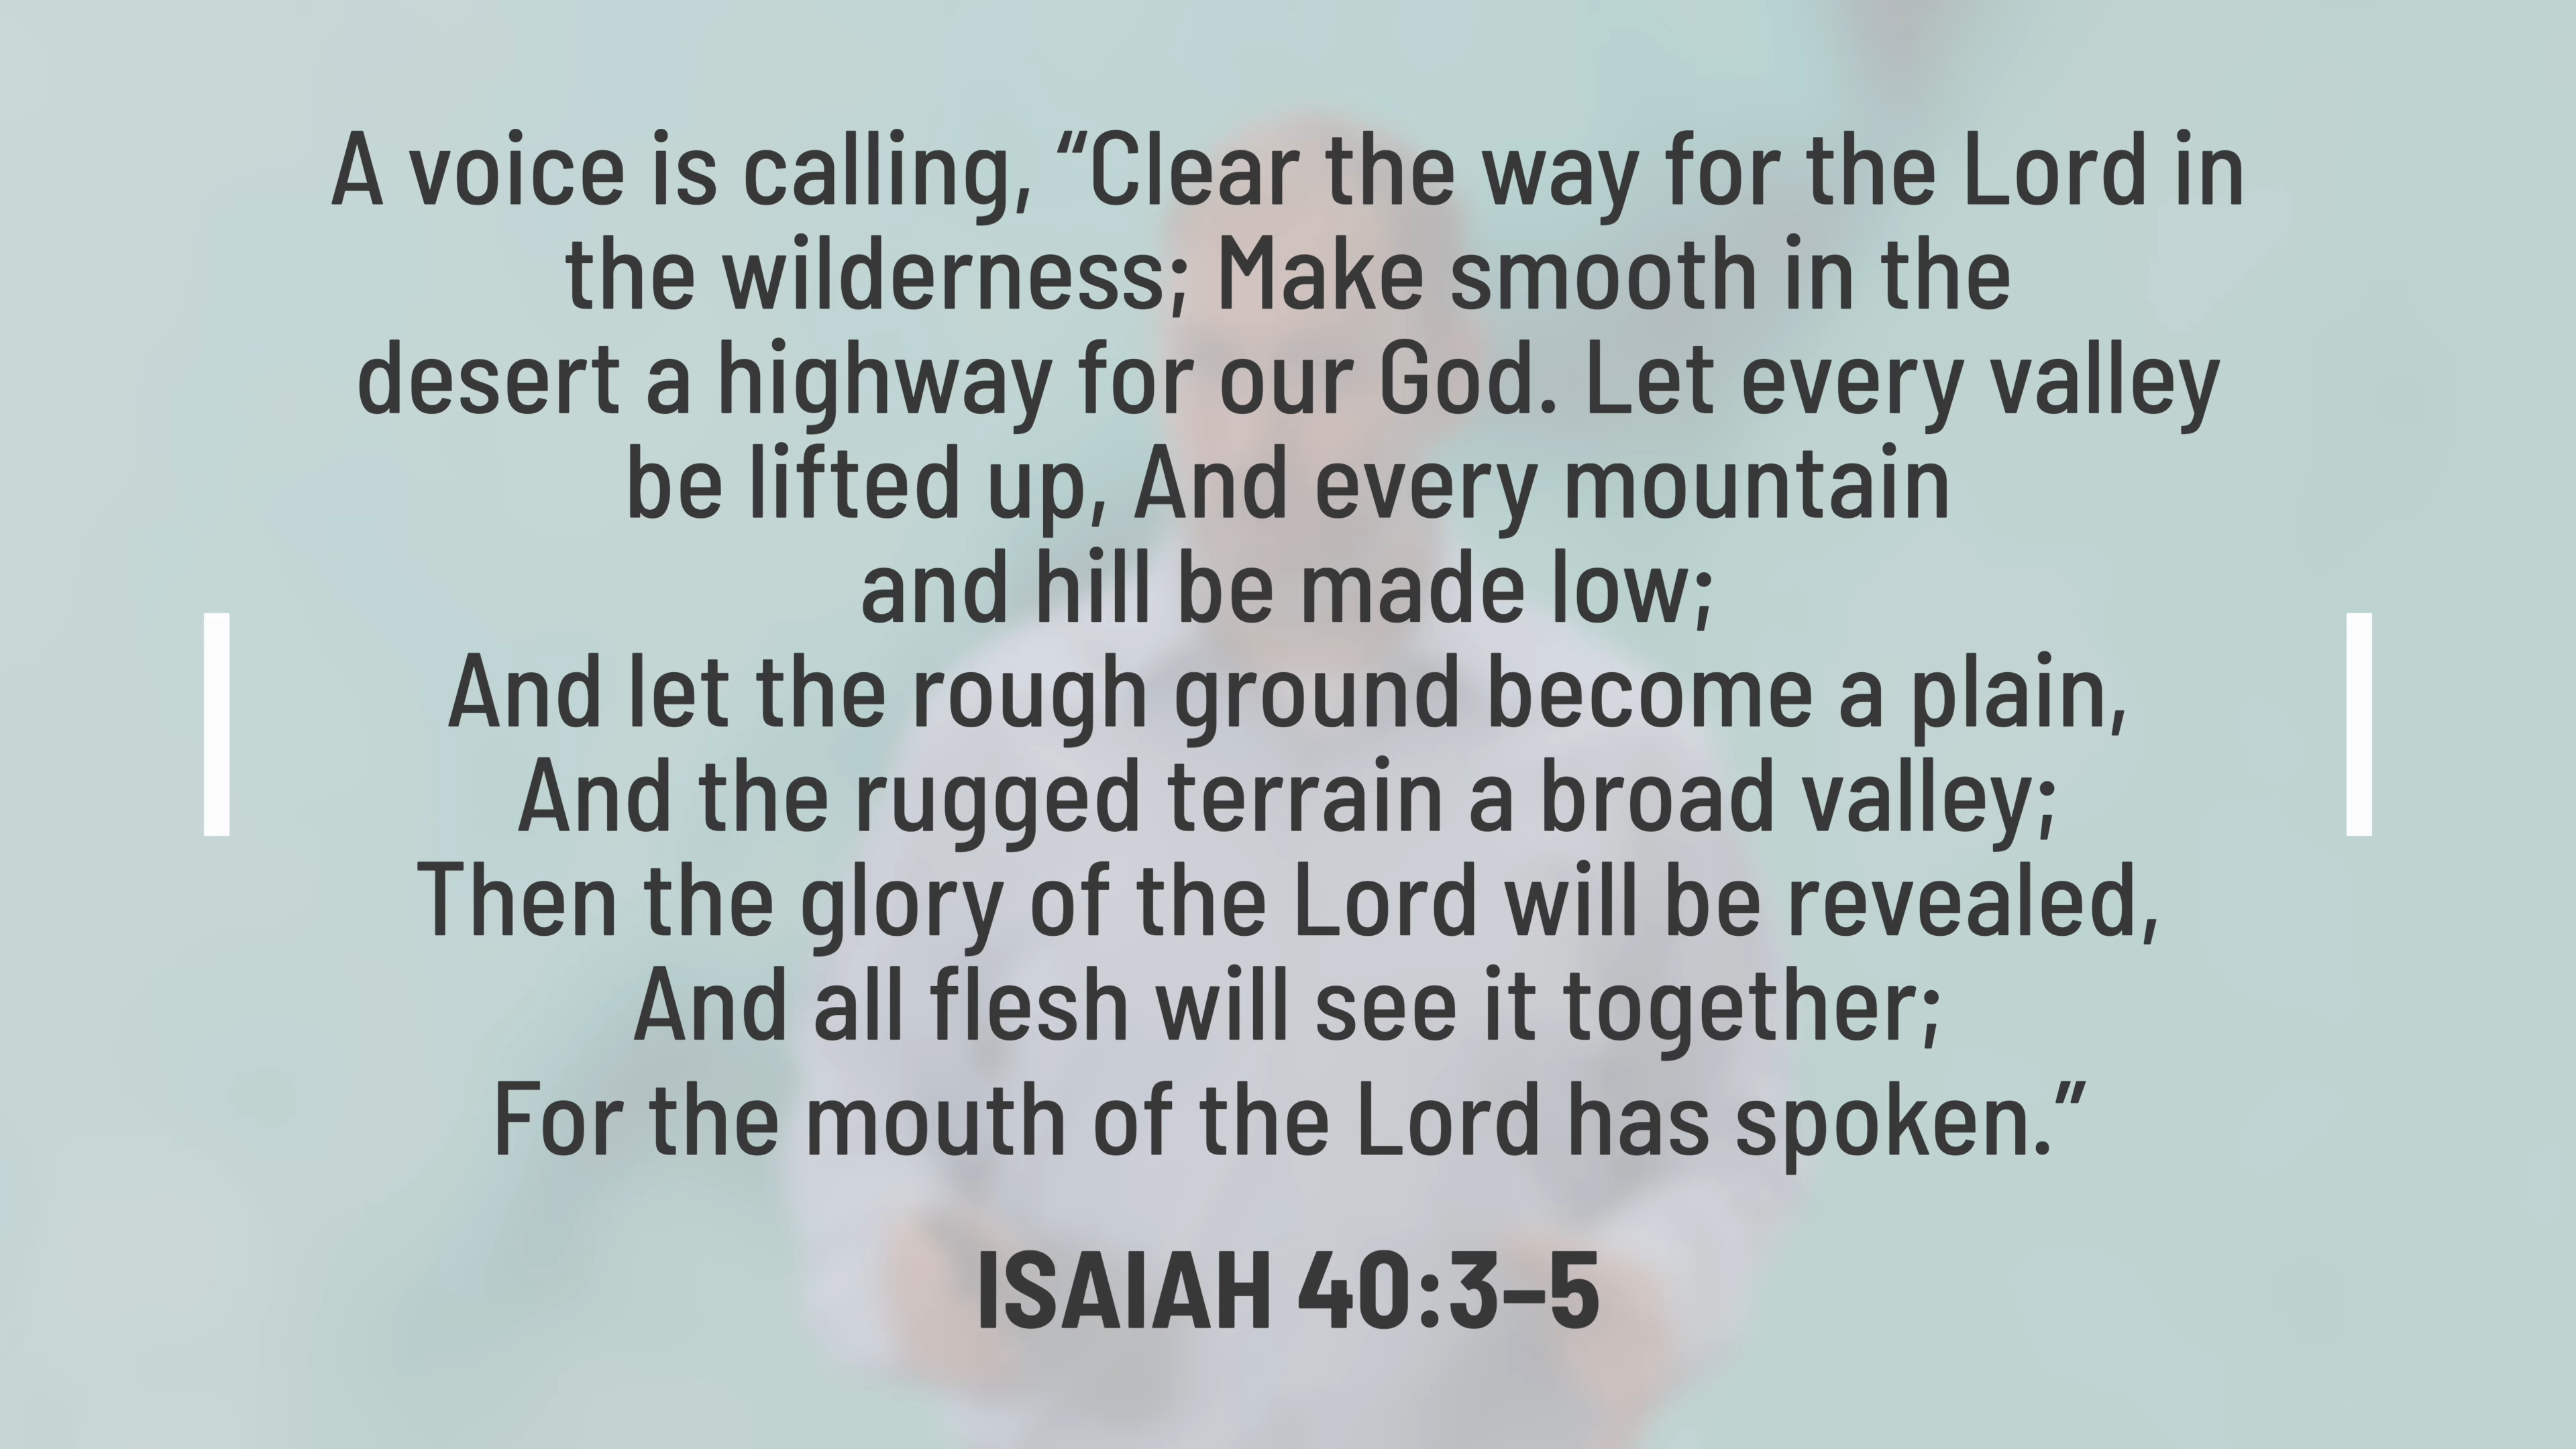 A voice is calling, “Clear the way for the Lord in
the wilderness; Make smooth in the
desert a highway for our God. Let every valley
be lifted up, And every mountain
and hill be made low;
And let the rough ground become a plain,
And the rugged terrain a broad valley;
Then the glory of the Lord will be revealed,
And all flesh will see it together;
For the mouth of the Lord has spoken.”
ISAIAH 40:3–5